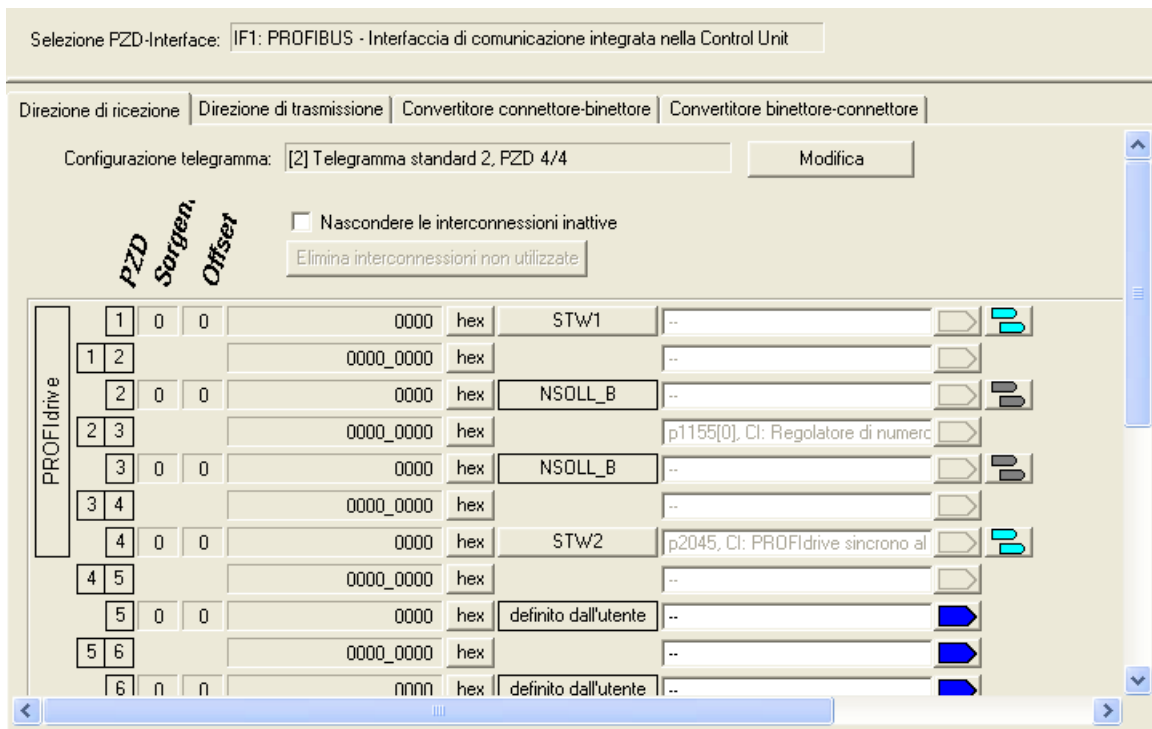 Selezione PZD-Interface: IF1: PROFIBUS - Interfaccia di comunicazione integrata nella Control Unit
Direzione di ricezione Direzione di trasmissione Convertitore connettore-binettore Convertitore binettore-connettore
Configurazione telegramma: [2] Telegramma standard 2, PZD 4/4 Modifica
PZD Sorgen. Offset
Nascondere le interconnessioni inattive
Elimina interconnessioni non utilizzate
PROFIdrive
1 0 0 0000 hex STW1 --
1 2 0000_0000 hex --
2 0 0 0000 hex NSOLL_B --
2 3 0000_0000 hex p1155[0], CI: Regolatore di numero
3 0 0 0000 hex NSOLL_B --
3 4 0000_0000 hex --
4 0 0 0000 hex STW2 p2045, CI: PROFIdrive sincrono al
4 5 0000_0000 hex --
5 0 0 0000 hex definito dall'utente --
5 6 0000_0000 hex --
6 0 0 0000 hex definito dall'utente --